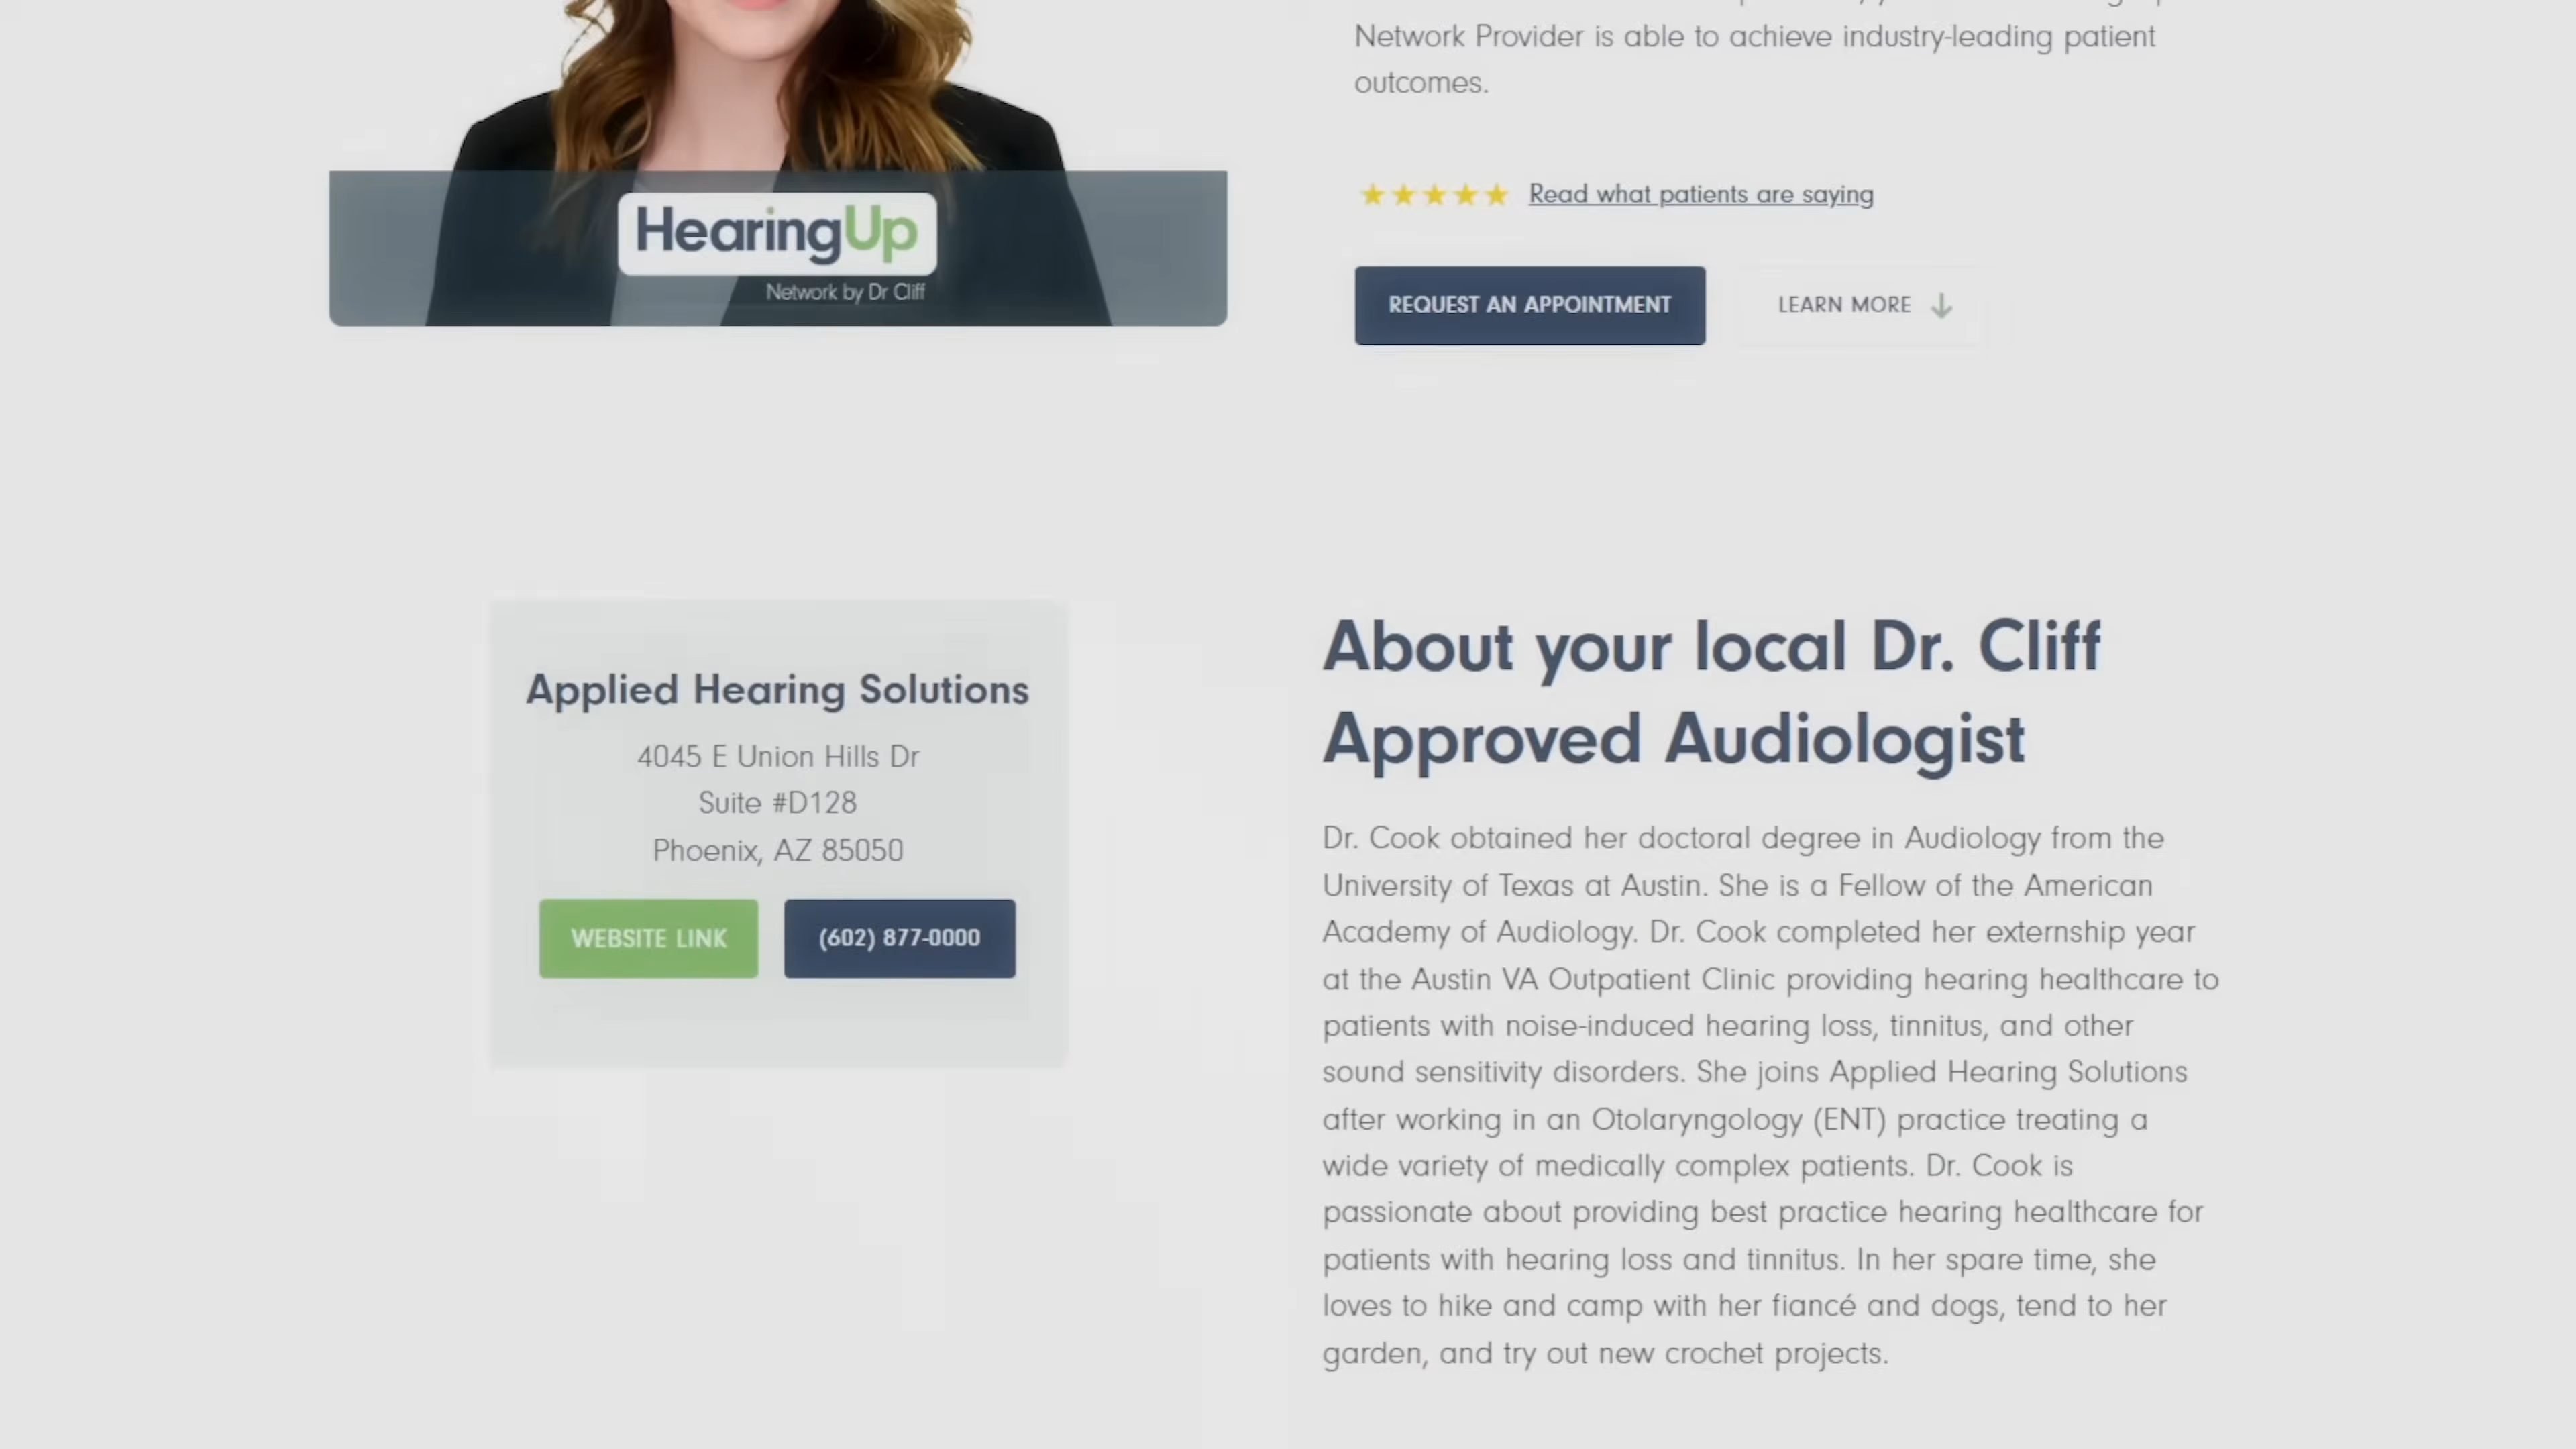 Network Provider is able to achieve industry-leading patient
outcomes.
★★★★★ Read what patients are saying
REQUEST AN APPOINTMENT
LEARN MORE ↓
HearingUp
Network by Dr Cliff
Applied Hearing Solutions
4045 E Union Hills Dr
Suite #D128
Phoenix, AZ 85050
WEBSITE LINK
(602) 877-0000
About your local Dr. Cliff
Approved Audiologist
Dr. Cook obtained her doctoral degree in Audiology from the
University of Texas at Austin. She is a Fellow of the American
Academy of Audiology. Dr. Cook completed her externship year
at the Austin VA Outpatient Clinic providing hearing healthcare to
patients with noise-induced hearing loss, tinnitus, and other
sound sensitivity disorders. She joins Applied Hearing Solutions
after working in an Otolaryngology (ENT) practice treating a
wide variety of medically complex patients. Dr. Cook is
passionate about providing best practice hearing healthcare for
patients with hearing loss and tinnitus. In her spare time, she
loves to hike and camp with her fiancé and dogs, tend to her
garden, and try out new crochet projects.